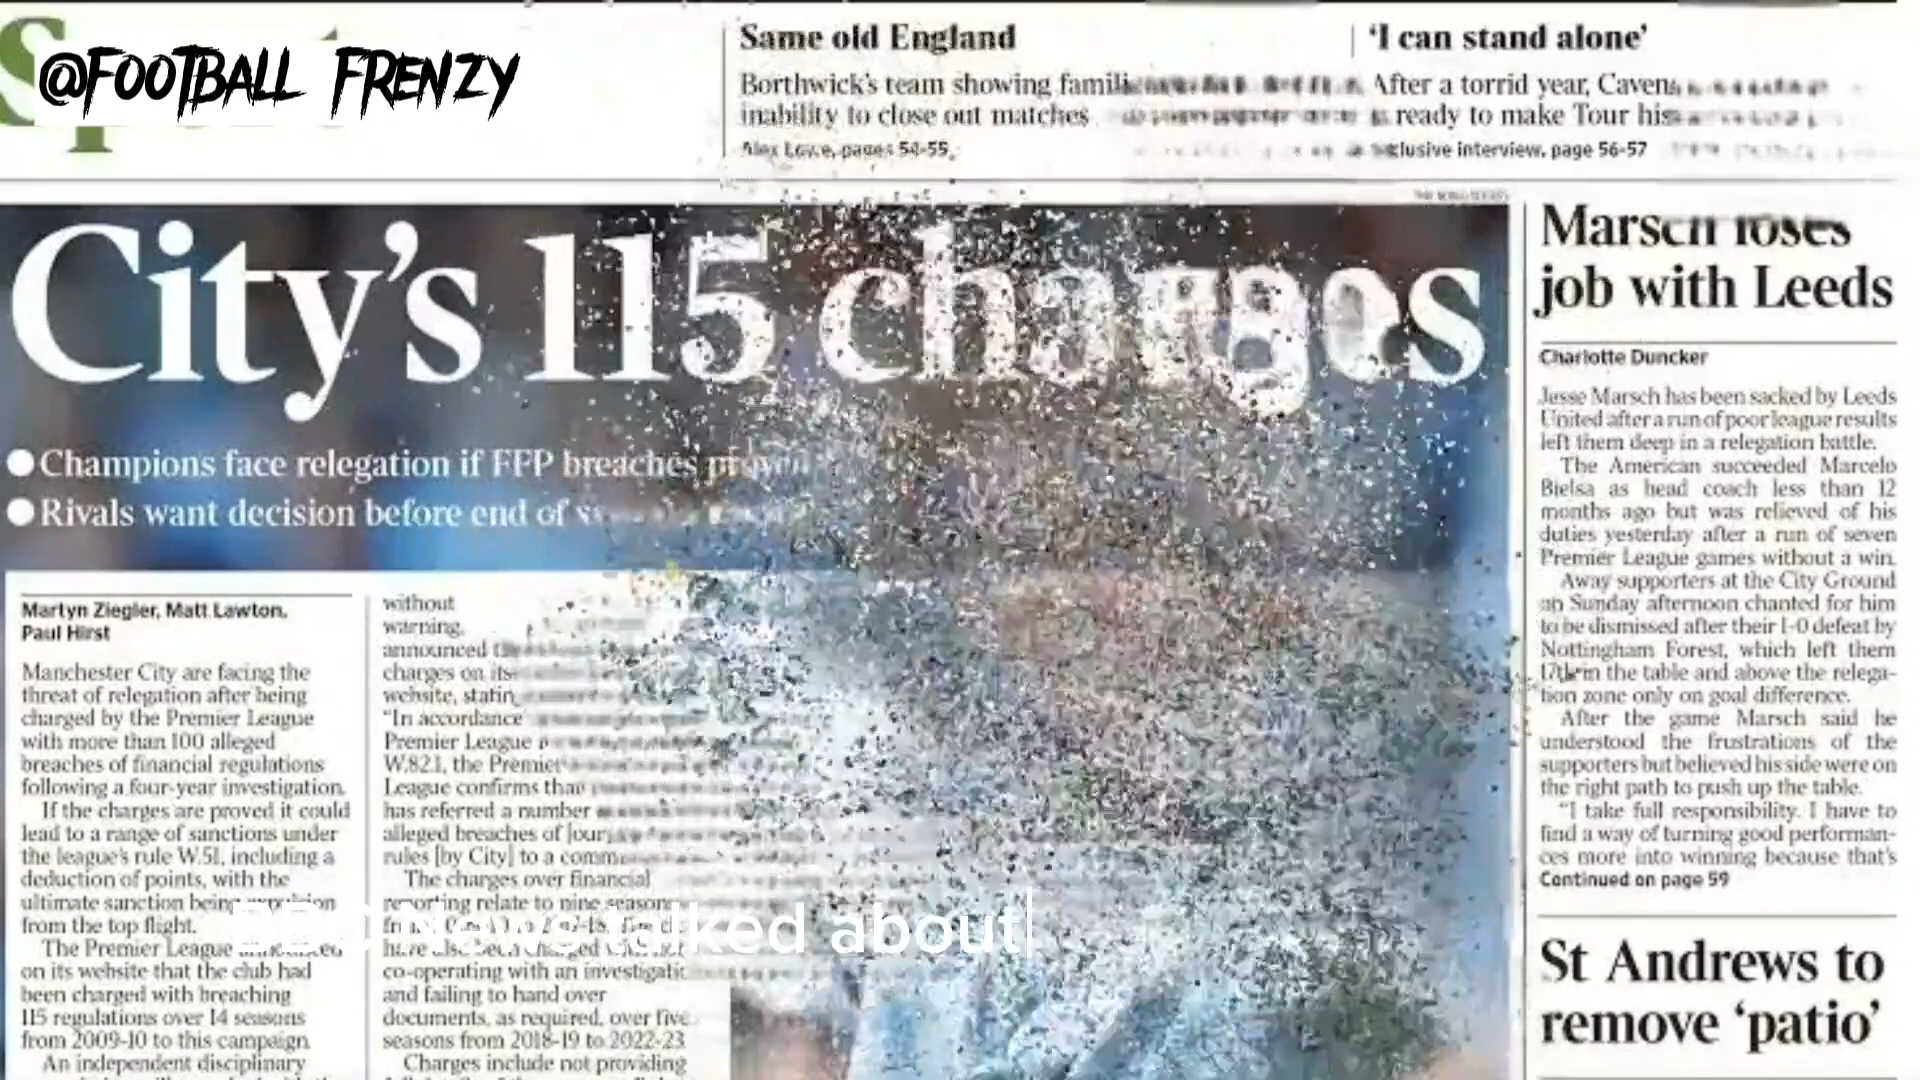 @FOOTBALL FRENZY
Same old England
Borthwick's team showing
inability to close out matches
pages 54-55
'I can stand alone'
After a torrid year,
ready to make Tour
interview, page 56-57
City's 115 charges
Champions face relegation if FFP breaches
Rivals want decision before end of
Martyn Ziegler, Matt Lawton,
Paul Hirst
Manchester City are facing the
threat of relegation after being
charged by the Premier League
with more than 100 alleged
breaches of financial regulations
following a four-year investigation.
If the charges are proved it could
lead to a range of sanctions under
the league's rule W.51, including a
deduction of points, with the
ultimate sanction being
from the top flight.
The Premier League
on its website that the club had
been charged with breaching
115 regulations over 14 seasons
from 2009-10 to this campaign.
An independent disciplinary
without
warning,
announced
charges on its
website,
"In accordance
Premier League
W.82.1, the Premier
League confirms that
has referred a number
alleged breaches of
rules [by City] to a
The charges over financial
reporting relate to nine seasons
have also been charged
co-operating with an
and failing to hand over
documents, as required, over five
seasons from 2018-19 to 2022-23.
Charges include not providing
News talked about
Marsch loses
job with Leeds
Charlotte Duncker
Jesse Marsch has been sacked by Leeds
United after a run of poor league results
left them deep in a relegation battle.
The American succeeded Marcelo
Bielsa as head coach less than 12
months ago but was relieved of his
duties yesterday after a run of seven
Premier League games without a win.
Away supporters at the City Ground
on Sunday afternoon chanted for him
to be dismissed after their 1-0 defeat by
Nottingham Forest, which left them
17th in the table and above the relega-
tion zone only on goal difference.
After the game Marsch said he
understood the frustrations of the
supporters but believed his side were on
the right path to push up the table.
"I take full responsibility. I have to
find a way of turning good performan-
ces more into winning because that's
Continued on page 59
St Andrews to
remove 'patio'